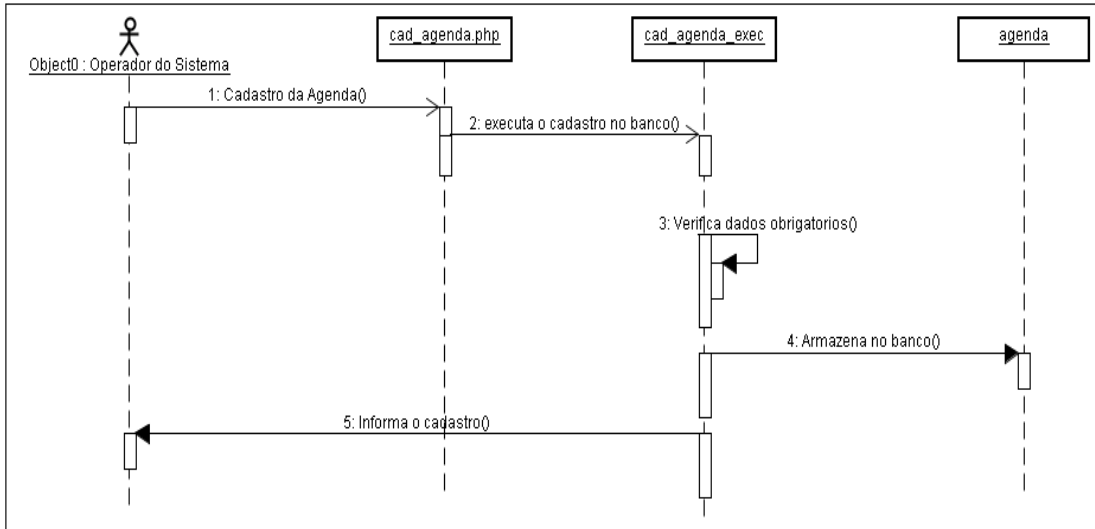 cad_agenda.php
cad_agenda_exec
agenda
Object0 : Operador do Sistema
1: Cadastro da Agenda()
2: executa o cadastro no banco()
3: Verifica dados obrigatorios()
4: Armazena no banco()
5: Informa o cadastro()